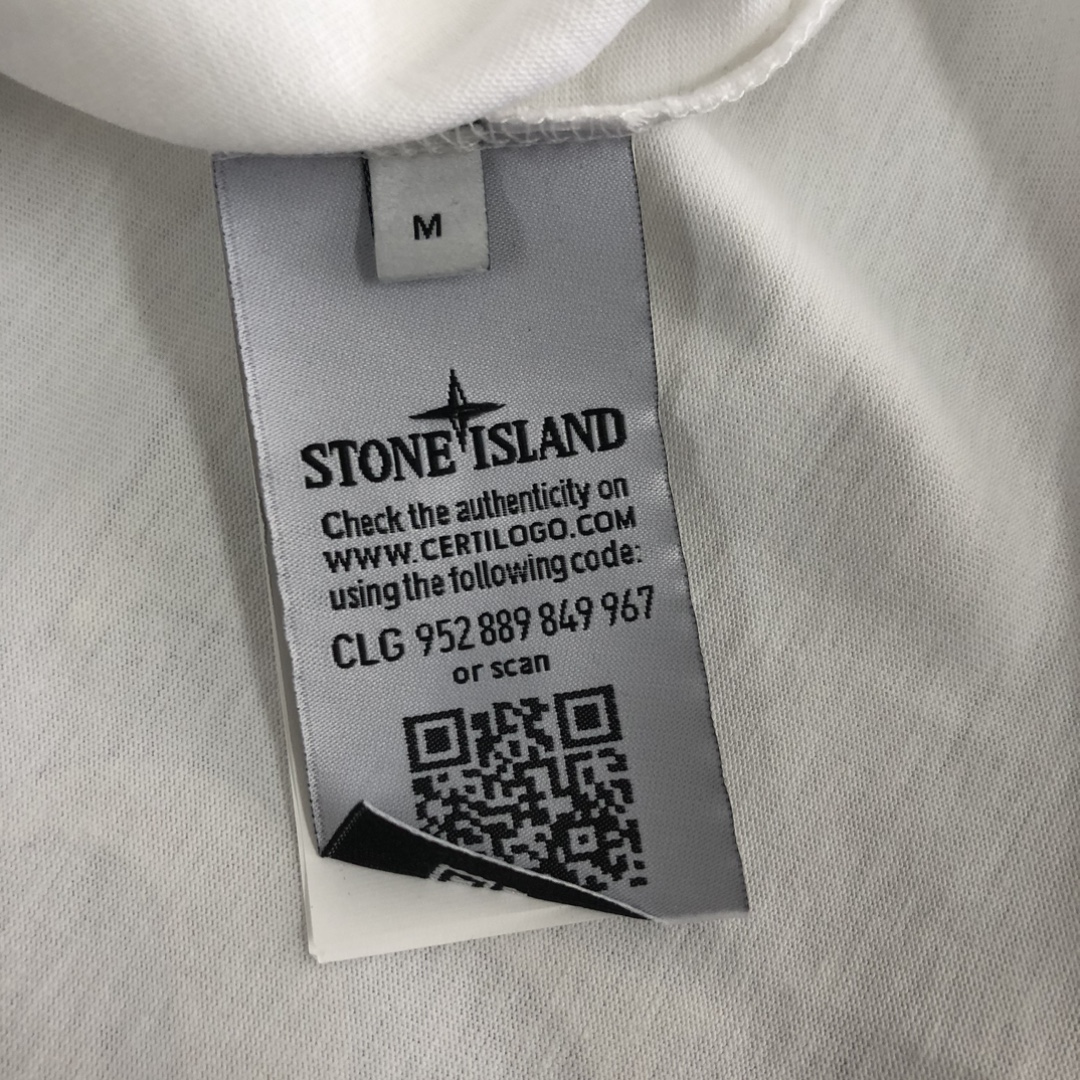 M
STONE ISLAND
Check the authenticity on
WWW.CERTILOGO.COM
using the following code:
CLG 952 889 849 967
or scan